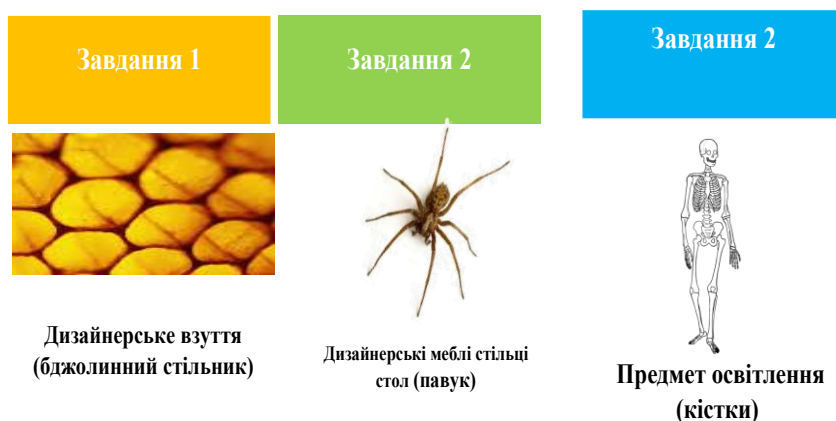 Завдання 1
Завдання 2
Завдання 2
Дизайнерське взуття
(бджолинний стільник)
Дизайнерські меблі стільці
стол (павук)
Предмет освітлення
(кістки)